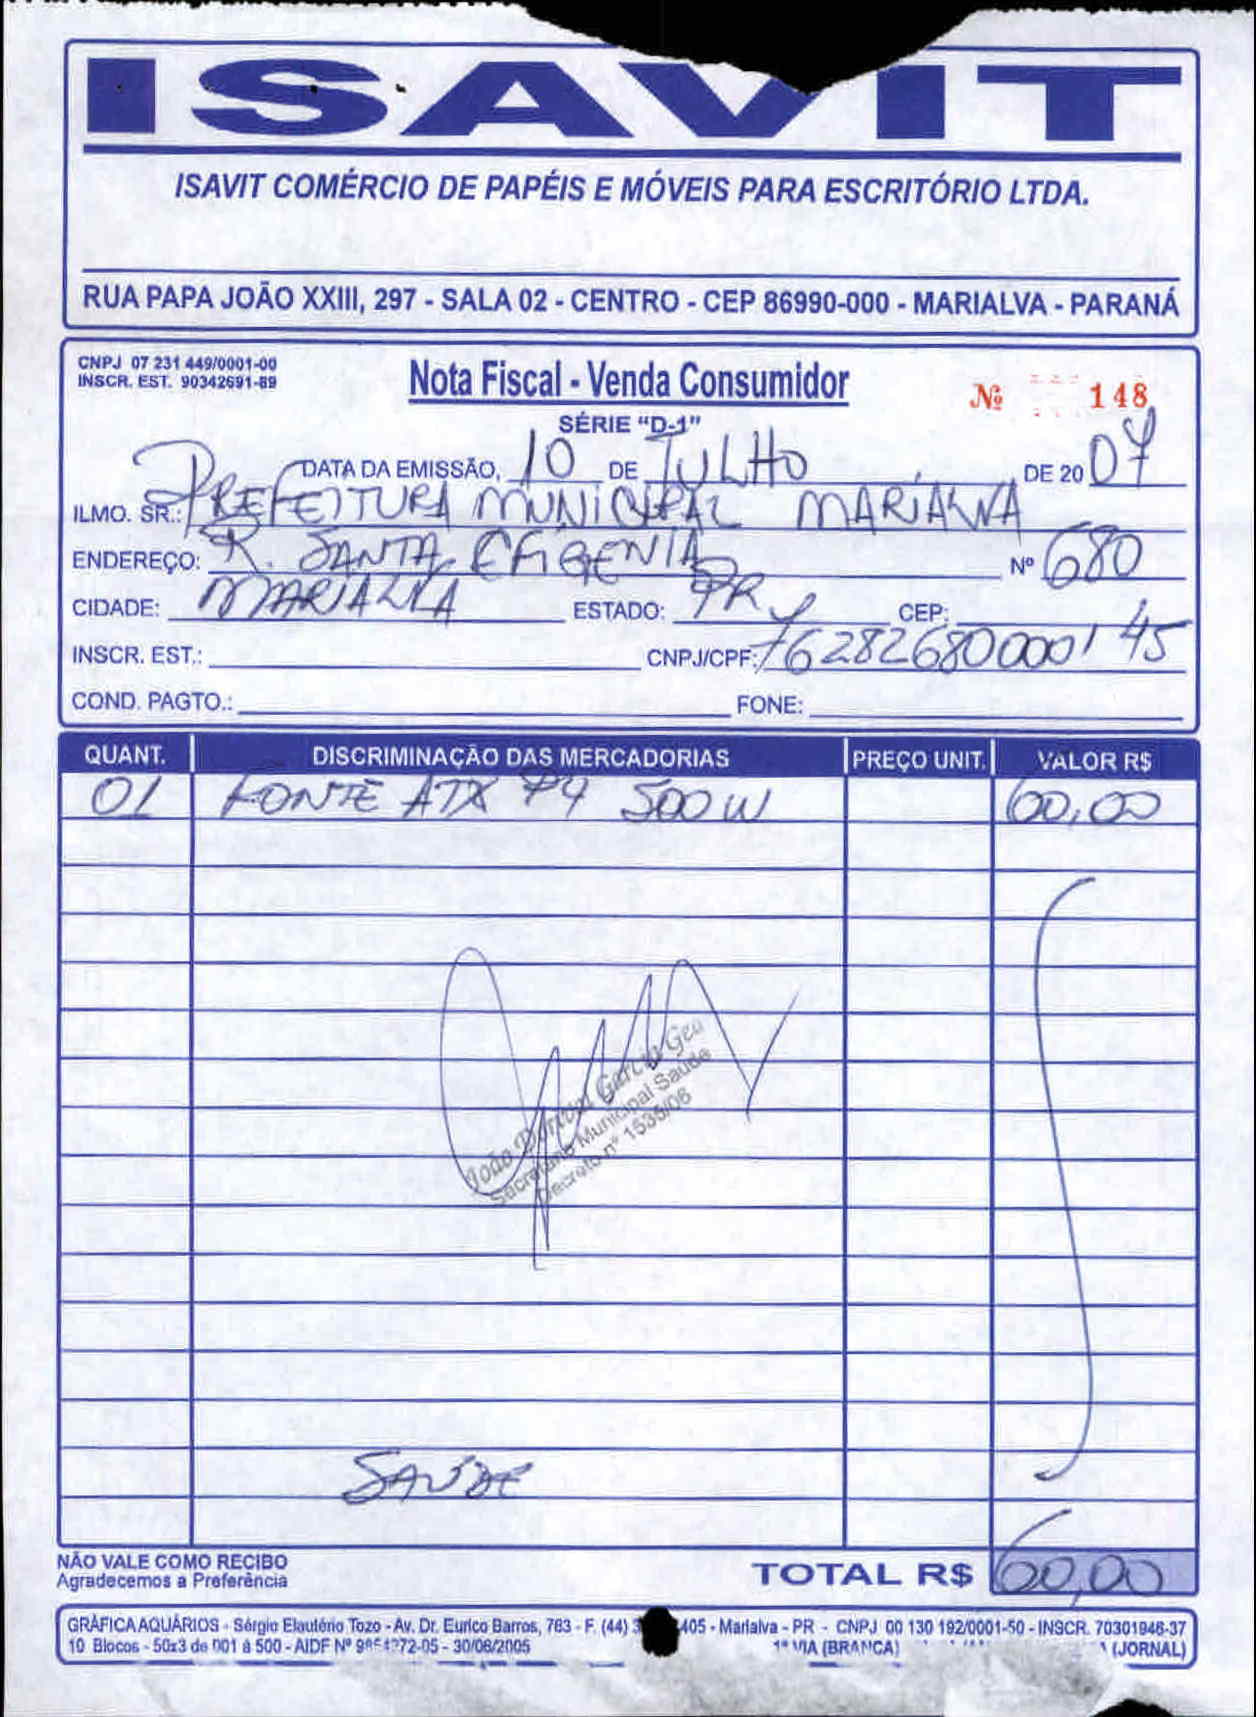 ISAVIT
ISAVIT COMÉRCIO DE PAPÉIS E MÓVEIS PARA ESCRITÓRIO LTDA.
RUA PAPA JOÃO XXIII, 297 - SALA 02 - CENTRO - CEP 86990-000 - MARIALVA - PARANÁ
CNPJ 07 231 449/0001-00
INSCR. EST. 90342691-89
Nota Fiscal - Venda Consumidor
Nº 148
SÉRIE "D-1"
DATA DA EMISSÃO, 10 DE JULHO DE 20 07
ILMO. SR.: PREFEITURA MUNICIPAL MARIALVA
ENDEREÇO: R. SANTA EFIGENIA Nº 680
CIDADE: MARIALVA ESTADO: PR CEP:
INSCR. EST.: CNPJ/CPF: 76282680000145
COND. PAGTO.: FONE:
QUANT. DISCRIMINAÇÃO DAS MERCADORIAS PREÇO UNIT. VALOR R$
01 FONTE ATX P4 500W 60,00
João Garcia
Secretario Municipal Saúde
Decreto nº 1535/06
SAÚDE
NÃO VALE COMO RECIBO
Agradecemos a Preferência
TOTAL R$ 60,00
GRÁFICA AQUÁRIOS - Sérgio Elautério Tozo - Av. Dr. Eurico Barros, 763 - F. (44) 405 - Marialva - PR - CNPJ 00 130 192/0001-50 - INSCR. 70301946-37
10 Blocos - 50x3 de 001 à 500 - AIDF Nº 72-05 - 30/06/2005 1ª VIA (BRANCA) (JORNAL)